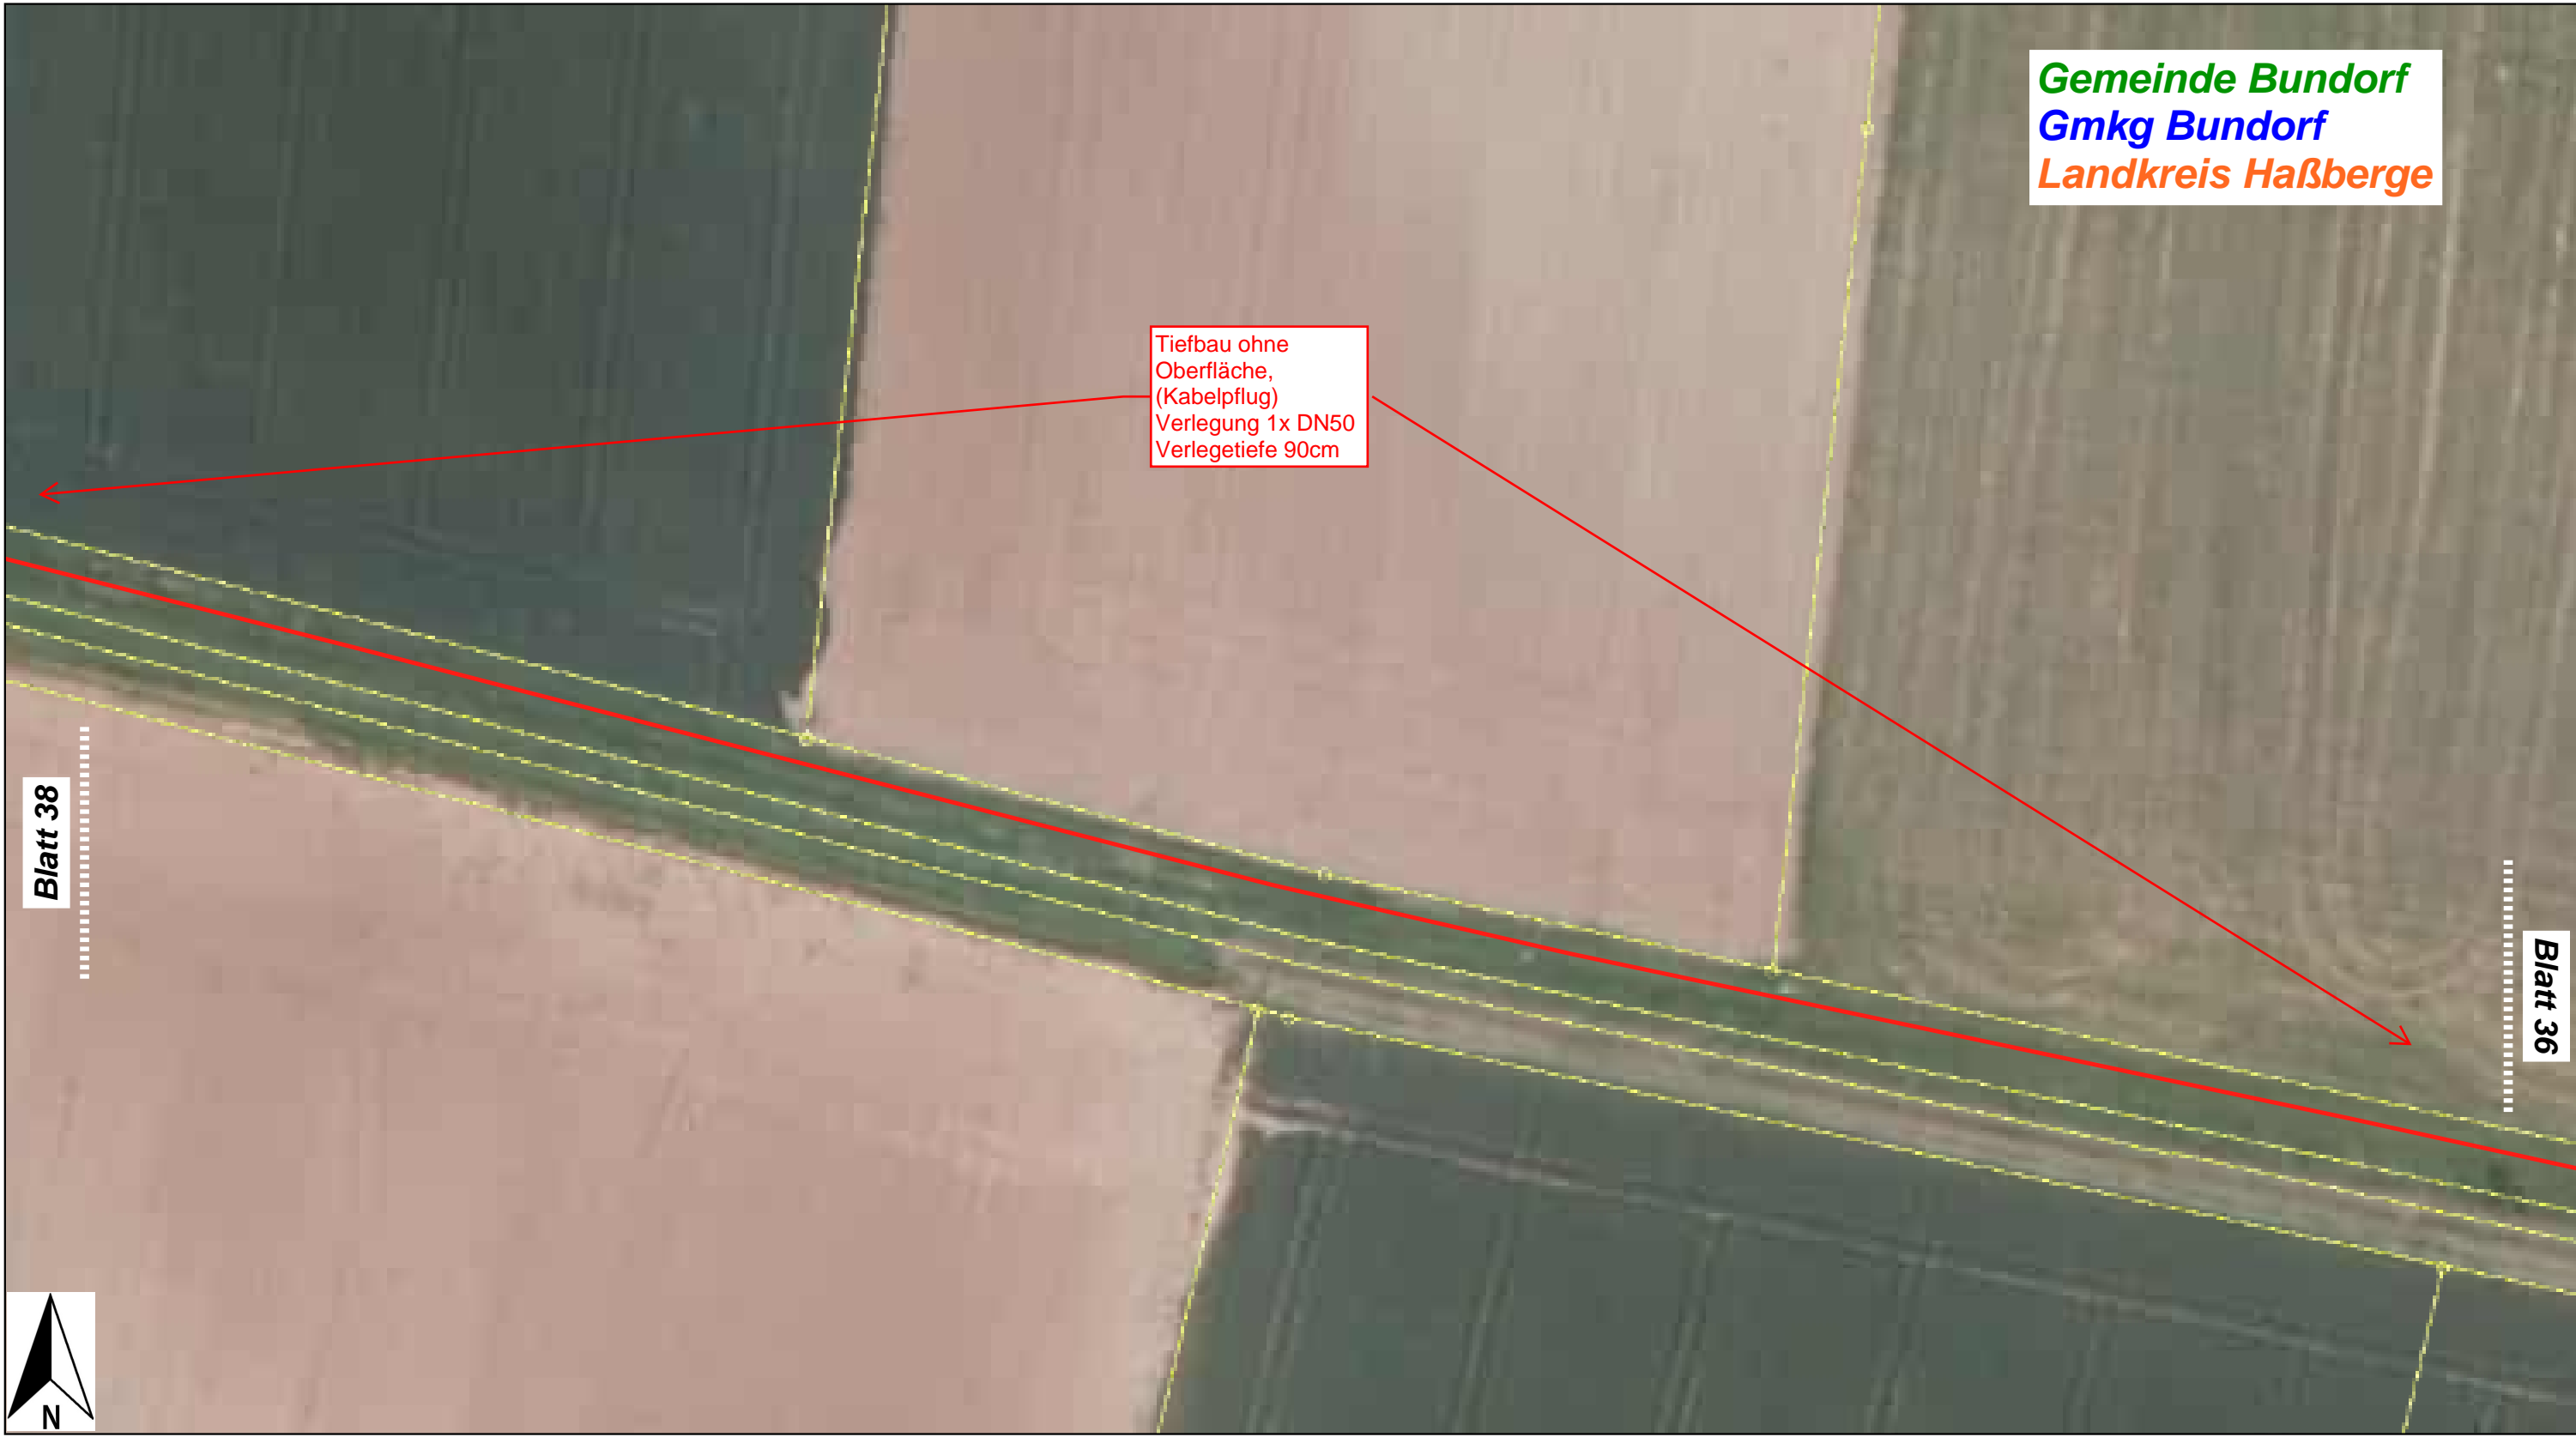 Gemeinde Bundorf
Gmkg Bundorf
Landkreis Haßberge
Tiefbau ohne
Oberfläche,
(Kabelpflug)
Verlegung 1x DN50
Verlegetiefe 90cm
Blatt 38
Blatt 36
N